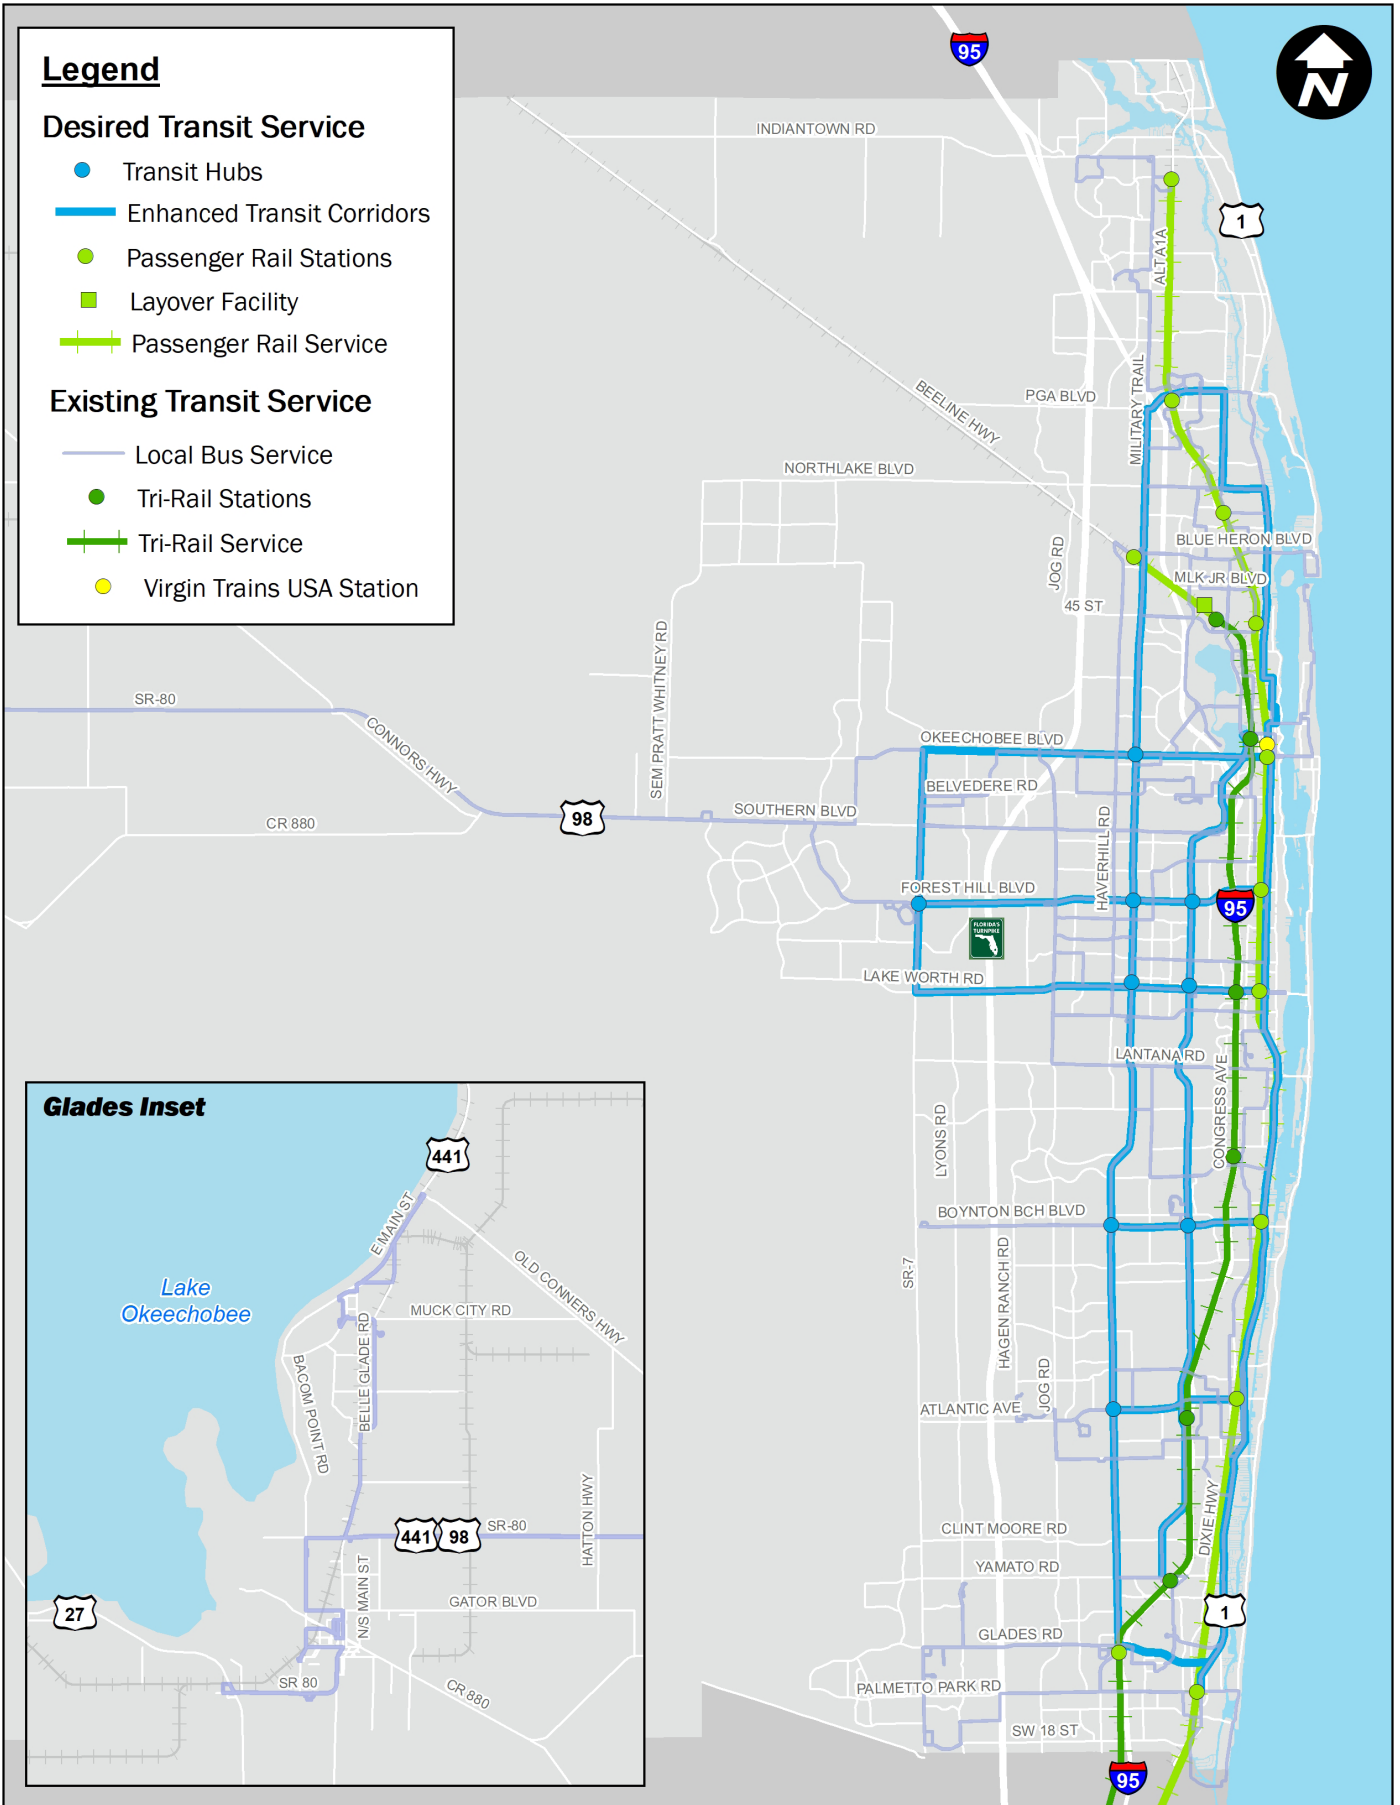 Legend
Desired Transit Service
Transit Hubs
Enhanced Transit Corridors
Passenger Rail Stations
Layover Facility
Passenger Rail Service
Existing Transit Service
Local Bus Service
Tri-Rail Stations
Tri-Rail Service
Virgin Trains USA Station
95
N
INDIANTOWN RD
1
ALT A1A
MILITARY TRAIL
BEELINE HWY
PGA BLVD
NORTHLAKE BLVD
JOG RD
BLUE HERON BLVD
MLK JR BLVD
45 ST
SEM PRATT WHITNEY RD
SR-80
CONNORS HWY
OKEECHOBEE BLVD
BELVEDERE RD
SOUTHERN BLVD
98
CR 880
HAVERHILL RD
FOREST HILL BLVD
95
FLORIDA'S
TURNPIKE
LAKE WORTH RD
LANTANA RD
CONGRESS AVE
LYONS RD
BOYNTON BCH BLVD
SR-7
HAGEN RANCH RD
JOG RD
ATLANTIC AVE
DIXIE HWY
CLINT MOORE RD
YAMATO RD
1
GLADES RD
PALMETTO PARK RD
SW 18 ST
95
Glades Inset
441
E MAIN ST
Lake
Okeechobee
OLD CONNERS HWY
MUCK CITY RD
BELLE GLADE RD
BACOM POINT RD
HATTON HWY
441
98
SR-80
N/S MAIN ST
27
GATOR BLVD
SR 80
CR 880